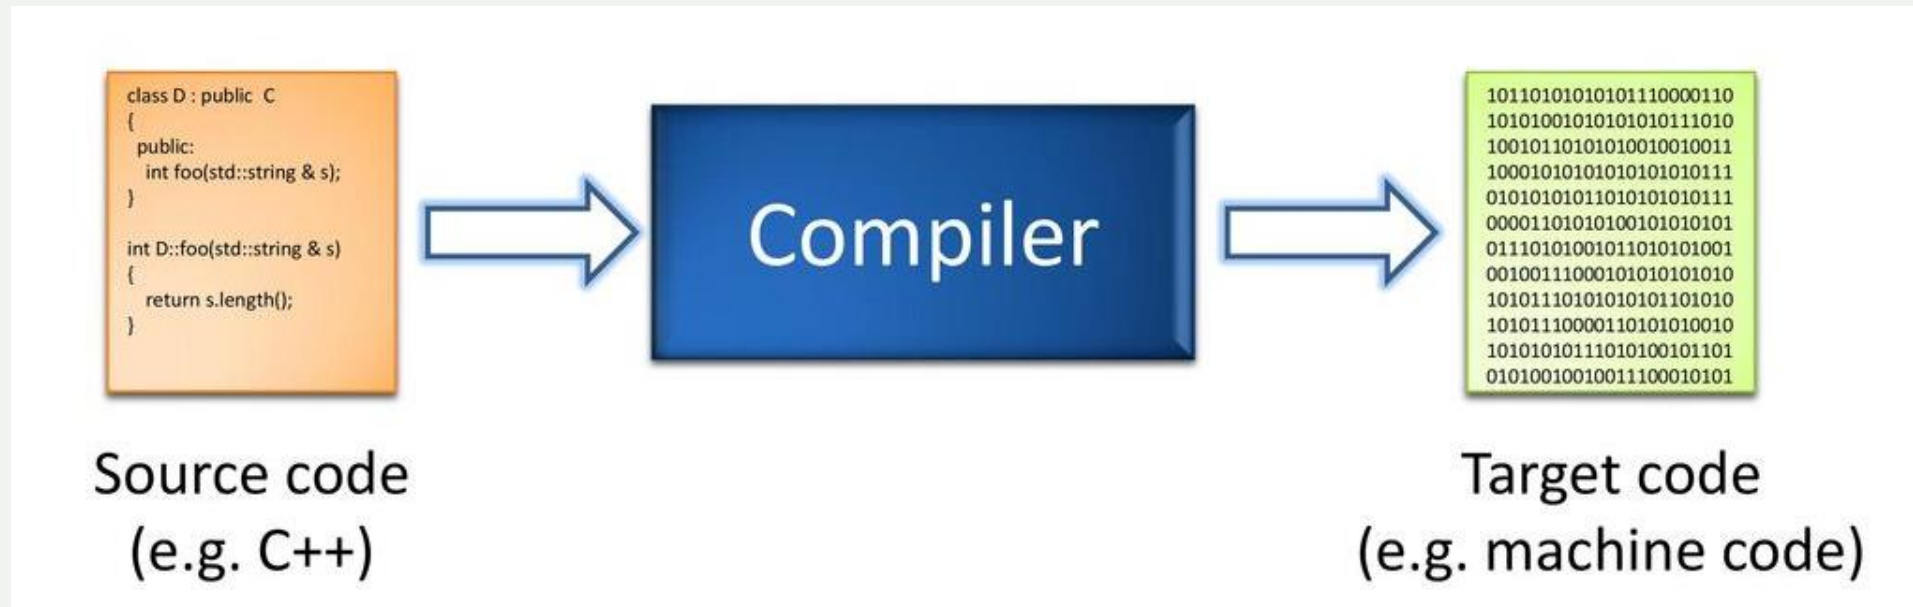 class D : public C
{
public:
int foo(std::string & s);
}
int D::foo(std::string & s)
{
return s.length();
}
Compiler
10110101010101110000110
10101001010101010111010
10010110101010010010011
10001010101010101010111
01010101011010101010111
00001101010100101010101
01110101001011010101001
00100111000101010101010
10101110101010101101010
10101110000110101010010
10101010111010100101101
01010010010011100010101
Source code
(e.g. C++)
Target code
(e.g. machine code)